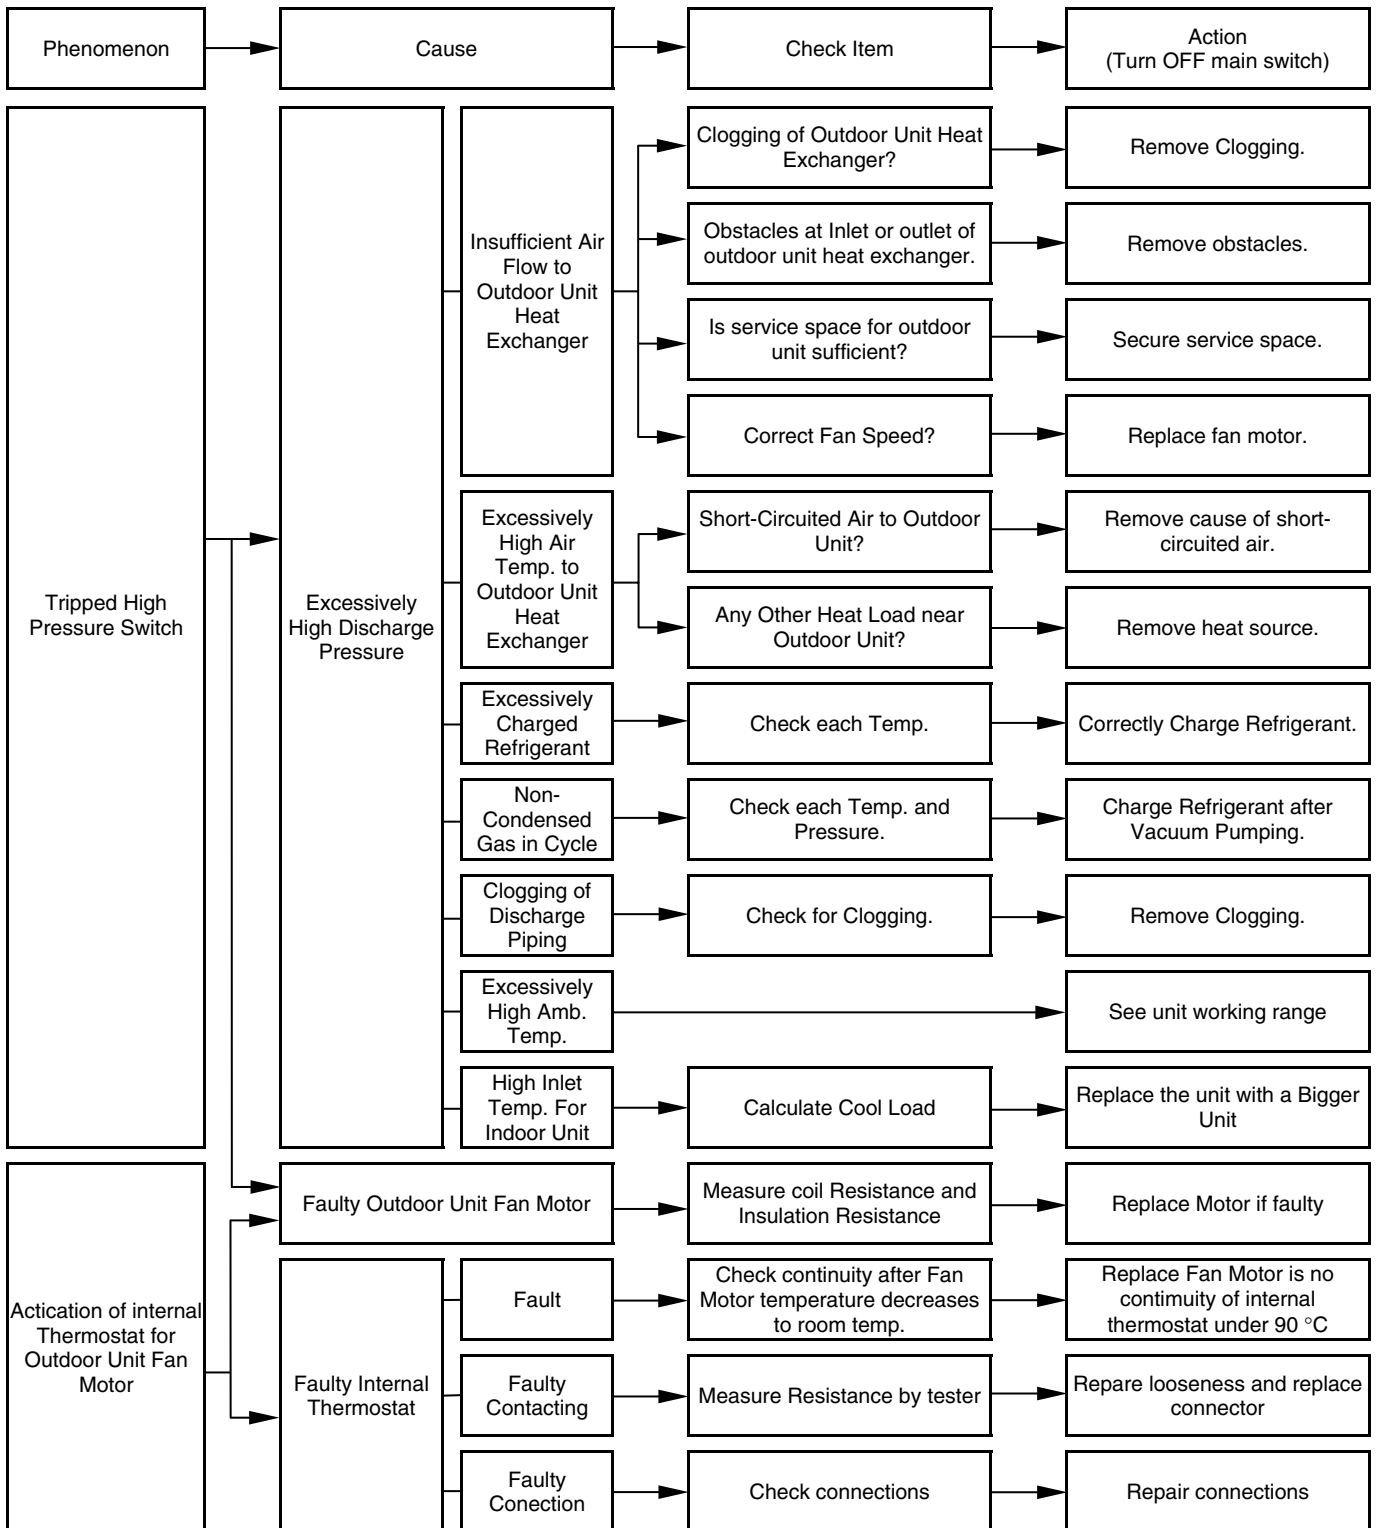 Phenomenon
Cause
Check Item
Action
(Turn OFF main switch)
Tripped High
Pressure Switch
Excessively
High Discharge
Pressure
Insufficient Air
Flow to
Outdoor Unit
Heat
Exchanger
Clogging of Outdoor Unit Heat
Exchanger?
Remove Clogging.
Obstacles at Inlet or outlet of
outdoor unit heat exchanger.
Remove obstacles.
Is service space for outdoor
unit sufficient?
Secure service space.
Correct Fan Speed?
Replace fan motor.
Excessively
High Air
Temp. to
Outdoor Unit
Heat
Exchanger
Short-Circuited Air to Outdoor
Unit?
Remove cause of short-
circuited air.
Any Other Heat Load near
Outdoor Unit?
Remove heat source.
Excessively
Charged
Refrigerant
Check each Temp.
Correctly Charge Refrigerant.
Non-
Condensed
Gas in Cycle
Check each Temp. and
Pressure.
Charge Refrigerant after
Vacuum Pumping.
Clogging of
Discharge
Piping
Check for Clogging.
Remove Clogging.
Excessively
High Amb.
Temp.
See unit working range
High Inlet
Temp. For
Indoor Unit
Calculate Cool Load
Replace the unit with a Bigger
Unit
Actication of internal
Thermostat for
Outdoor Unit Fan
Motor
Faulty Outdoor Unit Fan Motor
Measure coil Resistance and
Insulation Resistance
Replace Motor if faulty
Faulty Internal
Thermostat
Fault
Check continuity after Fan
Motor temperature decreases
to room temp.
Replace Fan Motor is no
contimuity of internal
thermostat under 90 °C
Faulty
Contacting
Measure Resistance by tester
Repare looseness and replace
connector
Faulty
Conection
Check connections
Repair connections